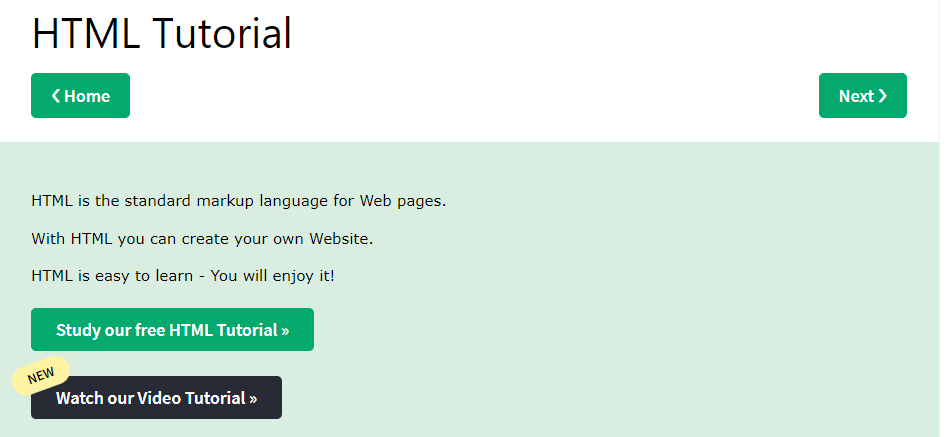 HTML Tutorial
❮ Home
Next ❯
HTML is the standard markup language for Web pages.
With HTML you can create your own Website.
HTML is easy to learn - You will enjoy it!
Study our free HTML Tutorial »
NEW
Watch our Video Tutorial »